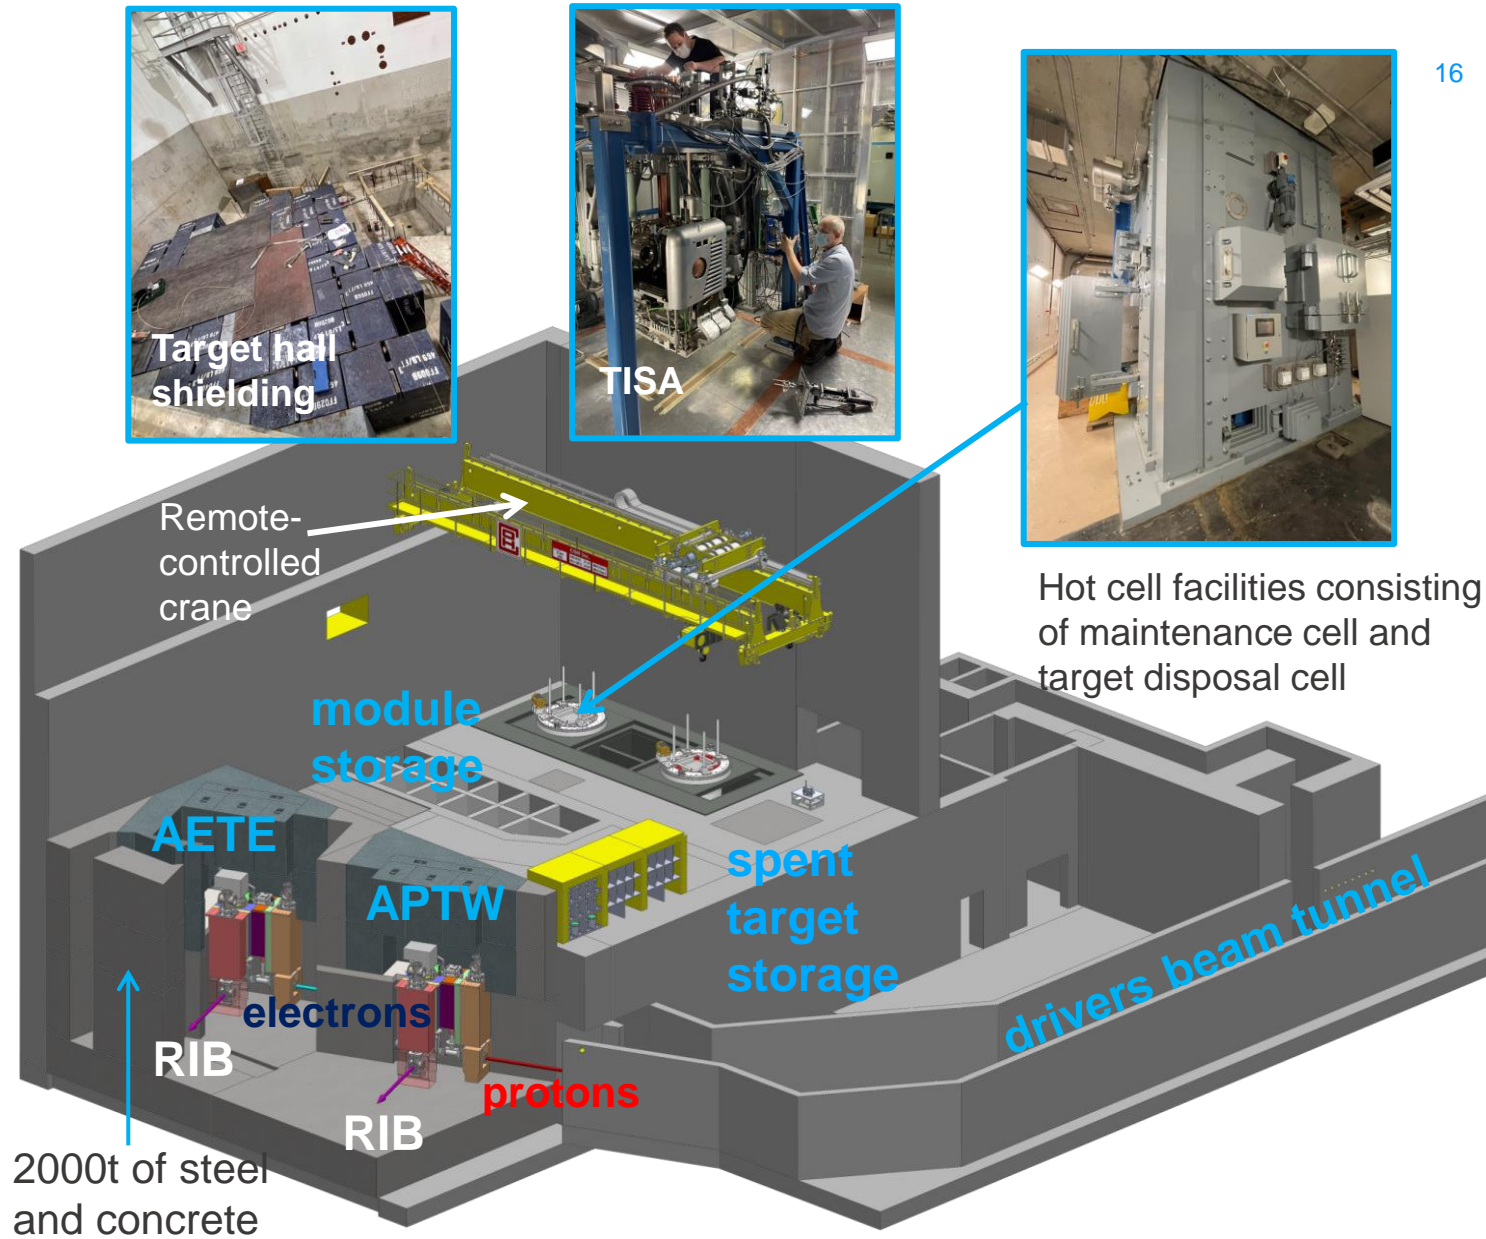 16
Target hall
shielding
TISA
Remote-
controlled
crane
Hot cell facilities consisting
of maintenance cell and
target disposal cell
module
storage
AETE
APTW
spent
target
storage
drivers beam tunnel
electrons
RIB
protons
RIB
2000t of steel
and concrete